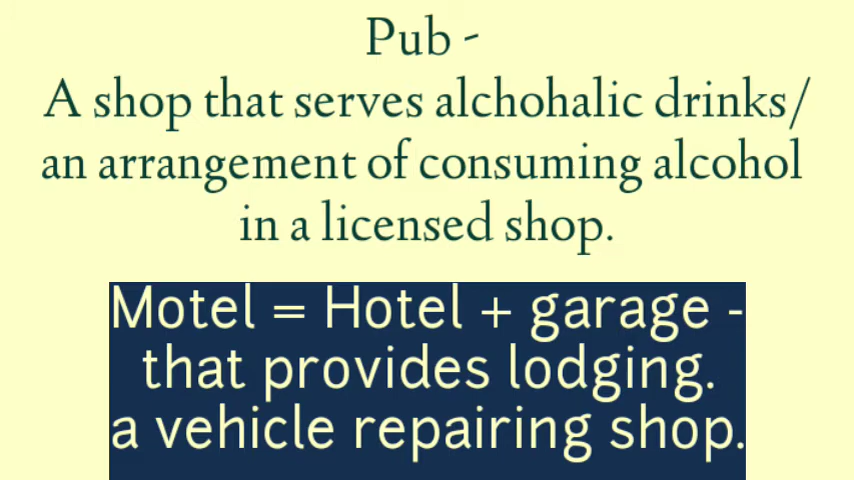 Pub -
A shop that serves alchohalic drinks/
an arrangement of consuming alcohol
in a licensed shop.
Motel = Hotel + garage -
that provides lodging.
a vehicle repairing shop.